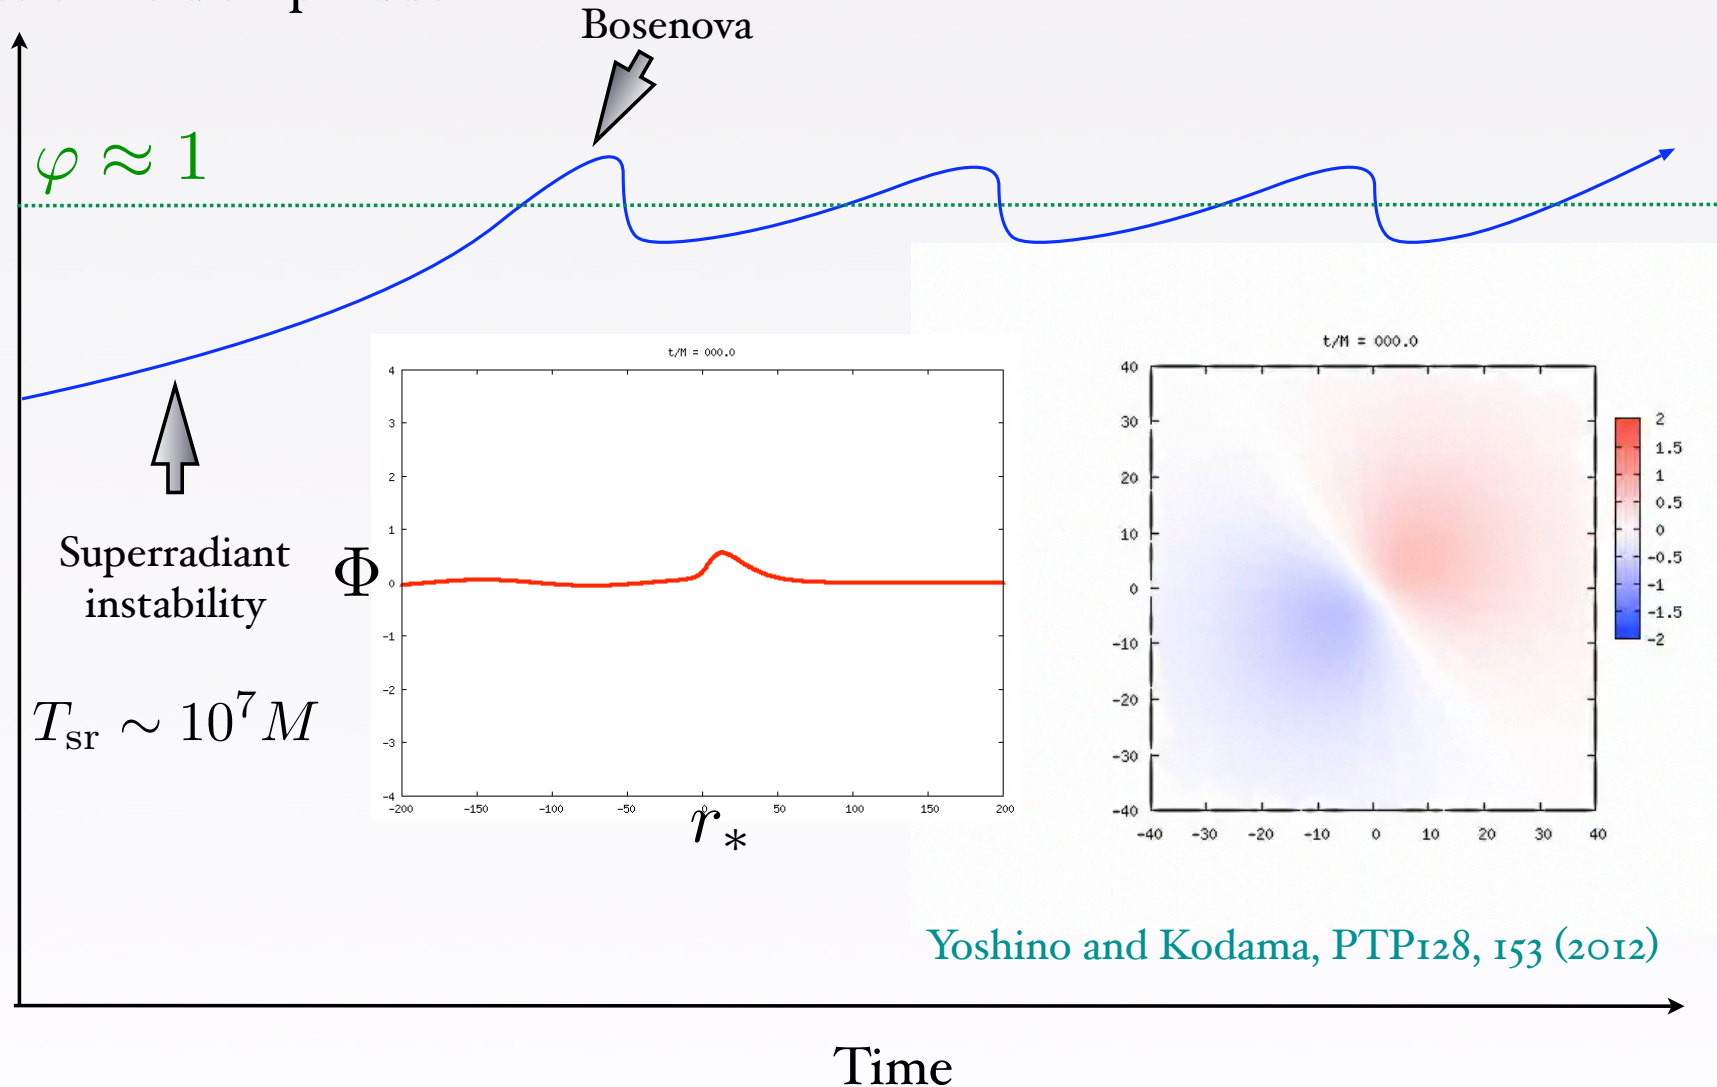 Bosenova
φ ≈ 1
t/M = 000.0
4
3
2
1
0
-1
-2
-3
-4
-200 -150 -100 -50 0 50 100 150 200
Φ
r*
t/M = 000.0
40
30
20
10
0
-10
-20
-30
-40
-40 -30 -20 -10 0 10 20 30 40
2
1.5
1
0.5
0
-0.5
-1
-1.5
-2
Superradiant
instability
T_sr ∼ 10^7 M
Yoshino and Kodama, PTP128, 153 (2012)
Time